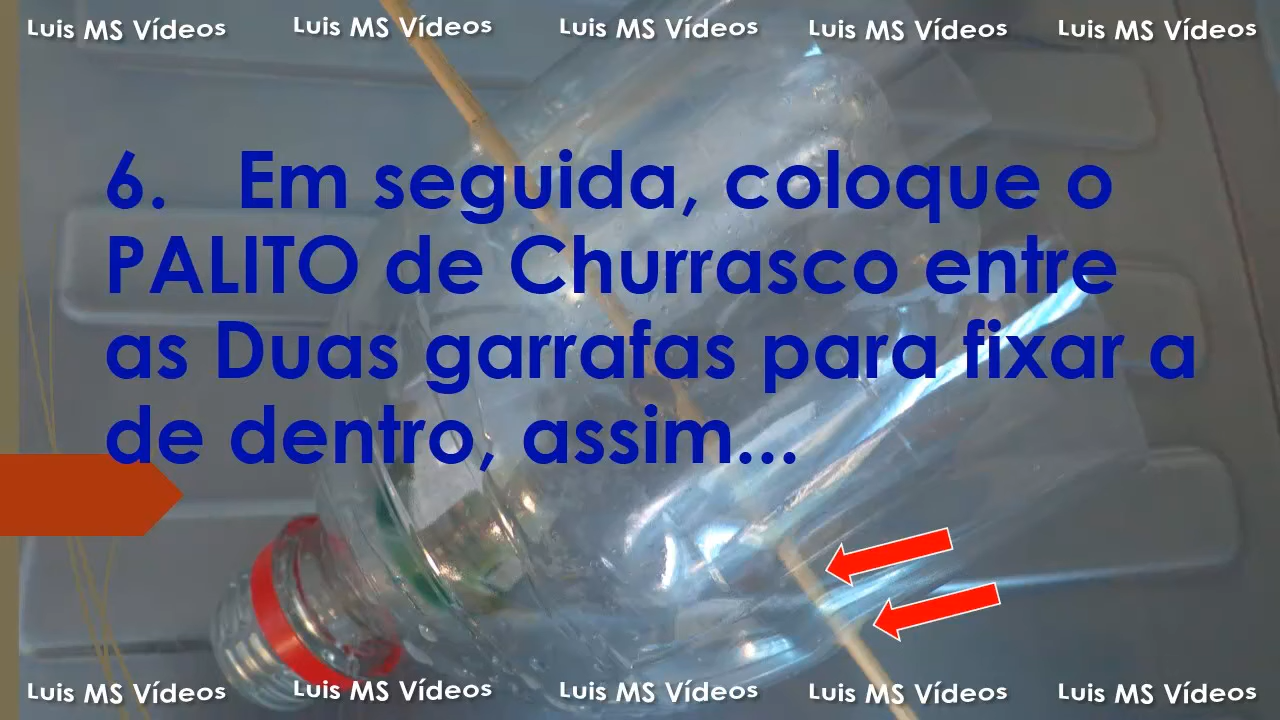 Luis MS Vídeos Luis MS Vídeos Luis MS Vídeos Luis MS Vídeos Luis MS Vídeos
6. Em seguida, coloque o
PALITO de Churrasco entre
as Duas garrafas para fixar a
de dentro, assim...
Luis MS Vídeos Luis MS Vídeos Luis MS Vídeos Luis MS Vídeos Luis MS Vídeos